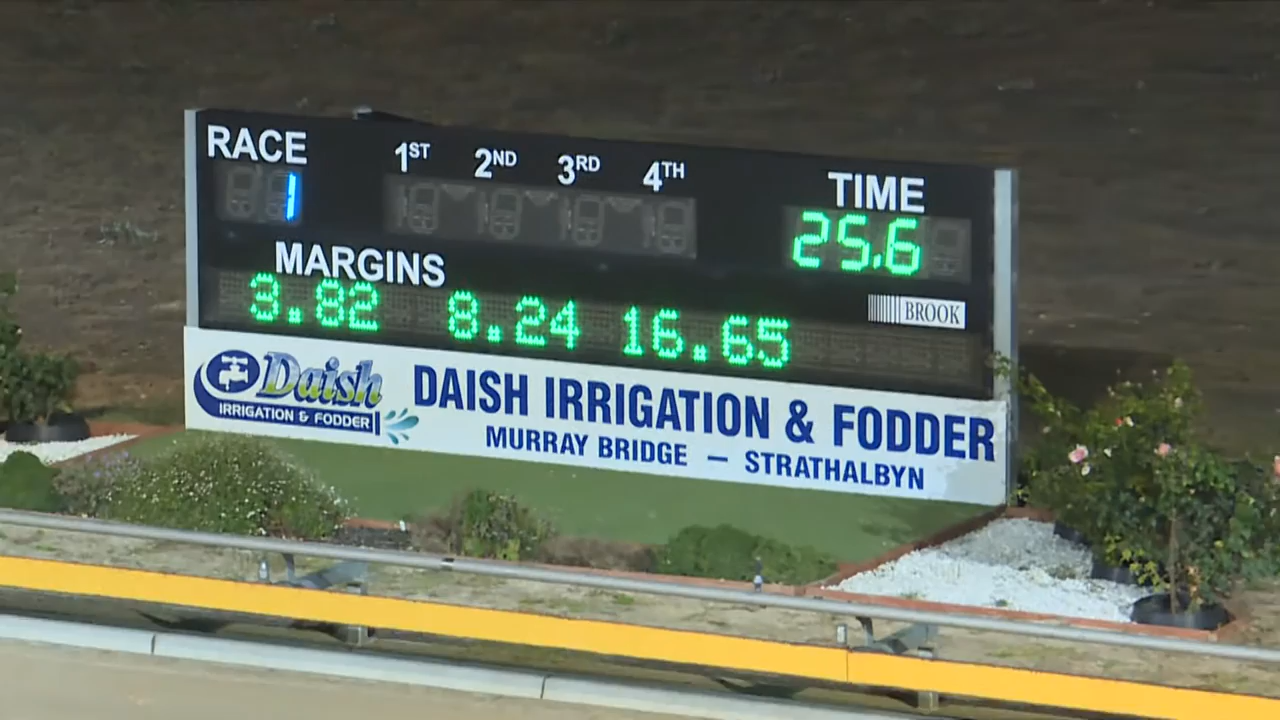 RACE 1ST 2ND 3RD 4TH TIME
1 25.6
MARGINS
3.82 8.24 16.65
BROOK
Daish
IRRIGATION & FODDER
DAISH IRRIGATION & FODDER
MURRAY BRIDGE – STRATHALBYN